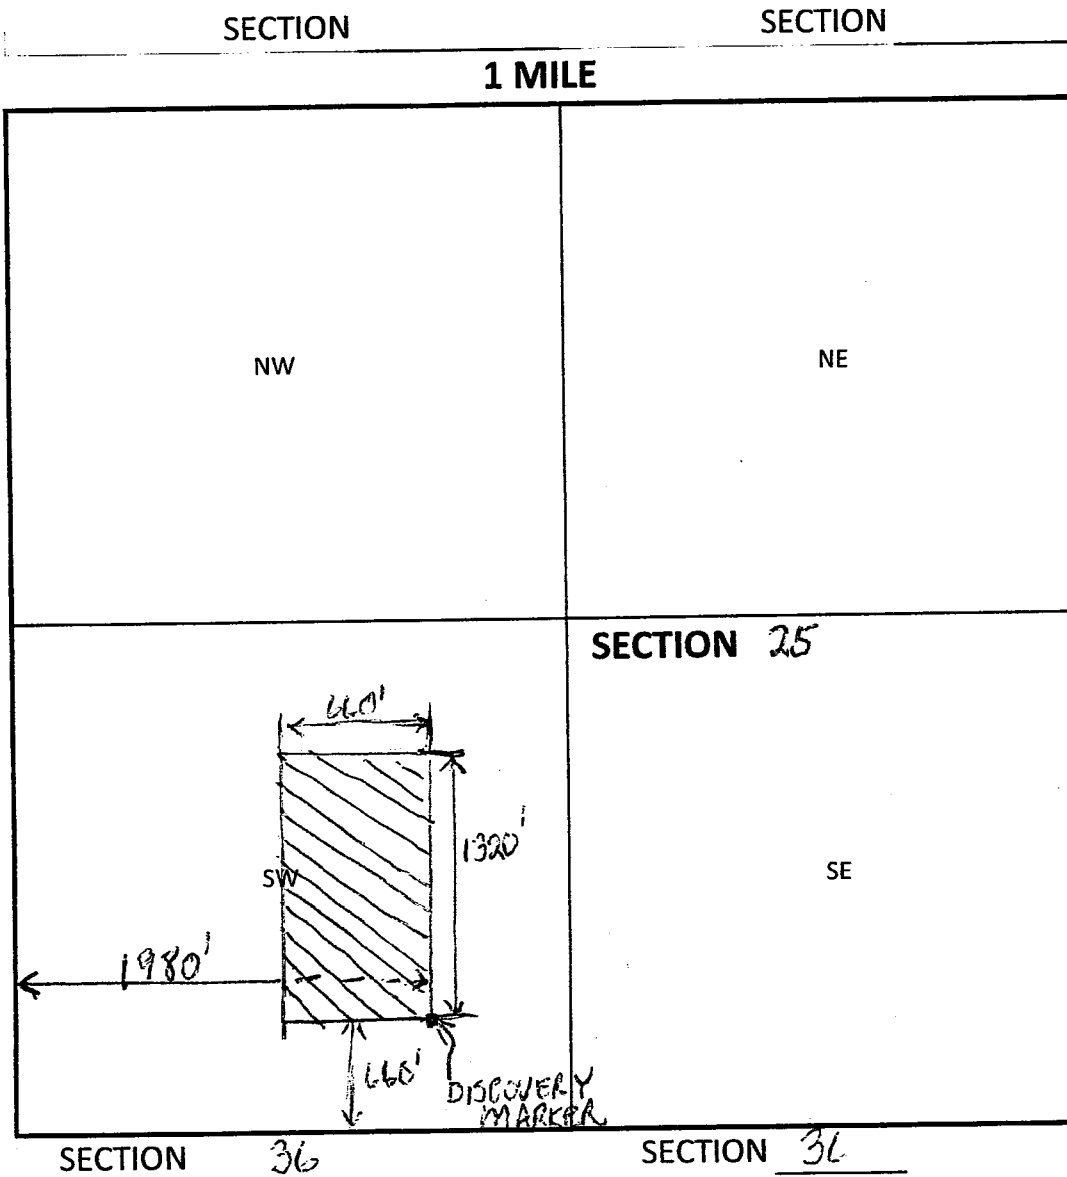 SECTION
SECTION
1 MILE
NW
NE
SECTION 25
660'
1320'
SW
SE
1980'
660'
DISCOVERY
MARKER
SECTION 36
SECTION 36